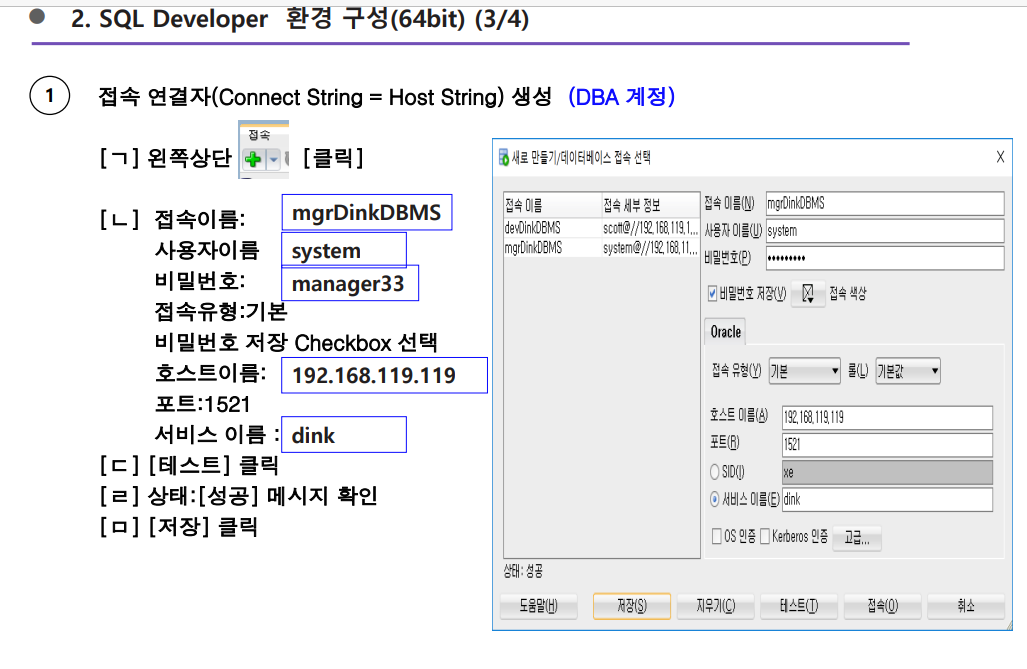 2. SQL Developer 환경 구성(64bit) (3/4)
1 접속 연결자(Connect String = Host String) 생성 (DBA 계정)
[ㄱ] 왼쪽상단 접속 [클릭]
[ㄴ] 접속이름: mgrDinkDBMS
사용자이름 system
비밀번호: manager33
접속유형:기본
비밀번호 저장 Checkbox 선택
호스트이름: 192.168.119.119
포트:1521
서비스 이름 : dink
[ㄷ] [테스트] 클릭
[ㄹ] 상태:[성공] 메시지 확인
[ㅁ] [저장] 클릭
새로 만들기/데이터베이스 접속 선택 X
접속 이름 접속 세부 정보
devDinkDBMS scott@//192,168,119,1...
mgrDinkDBMS system@//192,168,11...
접속 이름(N) mgrDinkDBMS
사용자 이름(U) system
비밀번호(P) •••••••••
비밀번호 저장(V) 접속 색상
Oracle
접속 유형(Y) 기본 롤(L) 기본값
호스트 이름(A) 192,168,119,119
포트(R) 1521
SID(I) xe
서비스 이름(E) dink
OS 인증 Kerberos 인증 고급...
상태: 성공
도움말(H) 저장(S) 지우기(C) 테스트(T) 접속(O) 취소